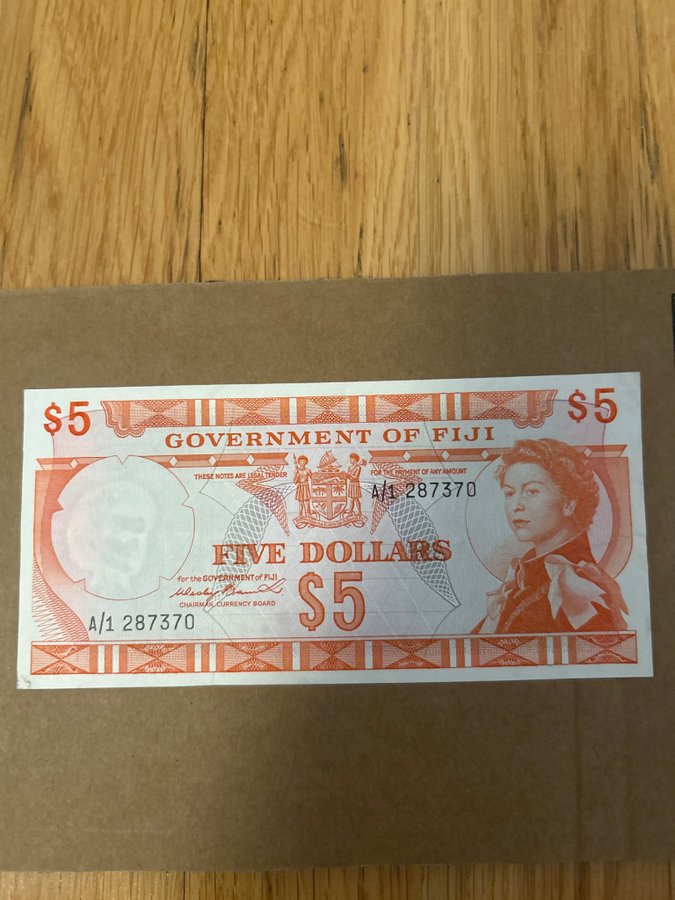 $5
$5
GOVERNMENT OF FIJI
THESE NOTES ARE LEGAL TENDER
FOR THE PAYMENT OF ANY AMOUNT
A/1 287370
FIVE DOLLARS
for the GOVERNMENT of FIJI
$5
CHAIRMAN, CURRENCY BOARD
A/1 287370